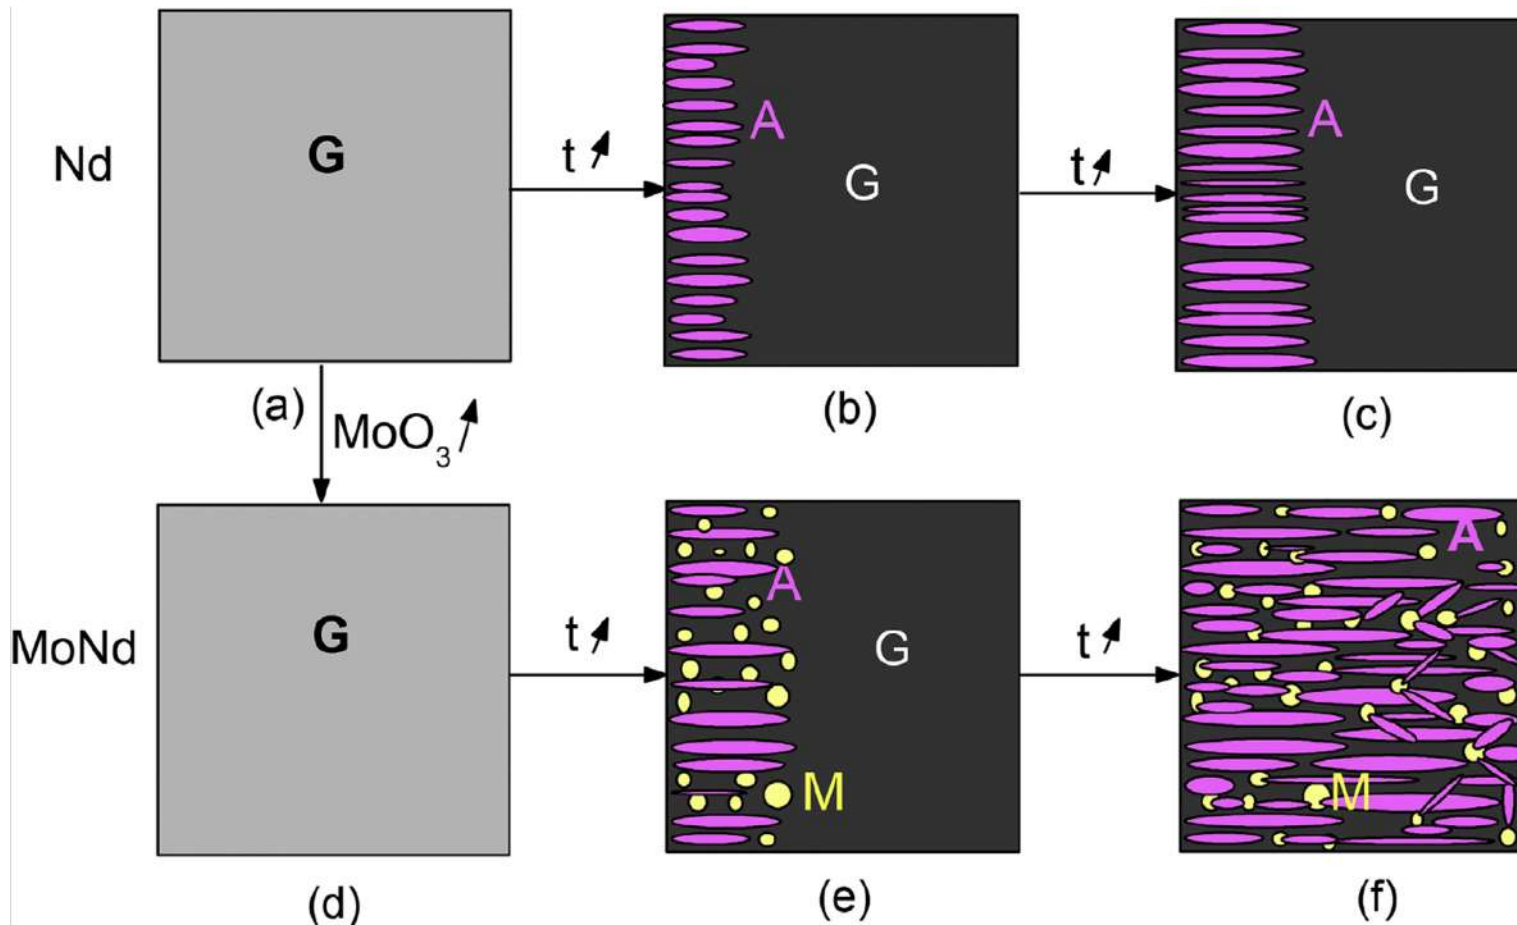 G
Nd
A
G
t ↗
A
G
t ↗
(a)
(b)
(c)
MoO₃ ↗
G
MoNd
A
G
t ↗
M
A
t ↗
M
(d)
(e)
(f)